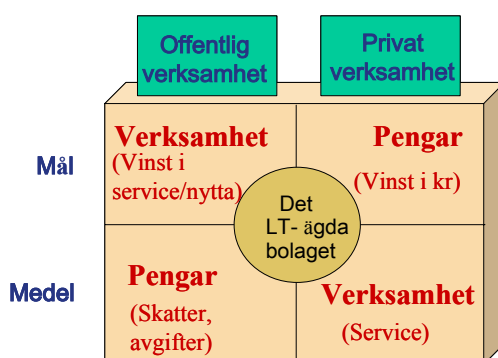 Offentlig
verksamhet
Privat
verksamhet
Mål
Verksamhet
(Vinst i
service/nytta)
Pengar
(Vinst i kr)
Det
LT- ägda
bolaget
Medel
Pengar
(Skatter,
avgifter)
Verksamhet
(Service)